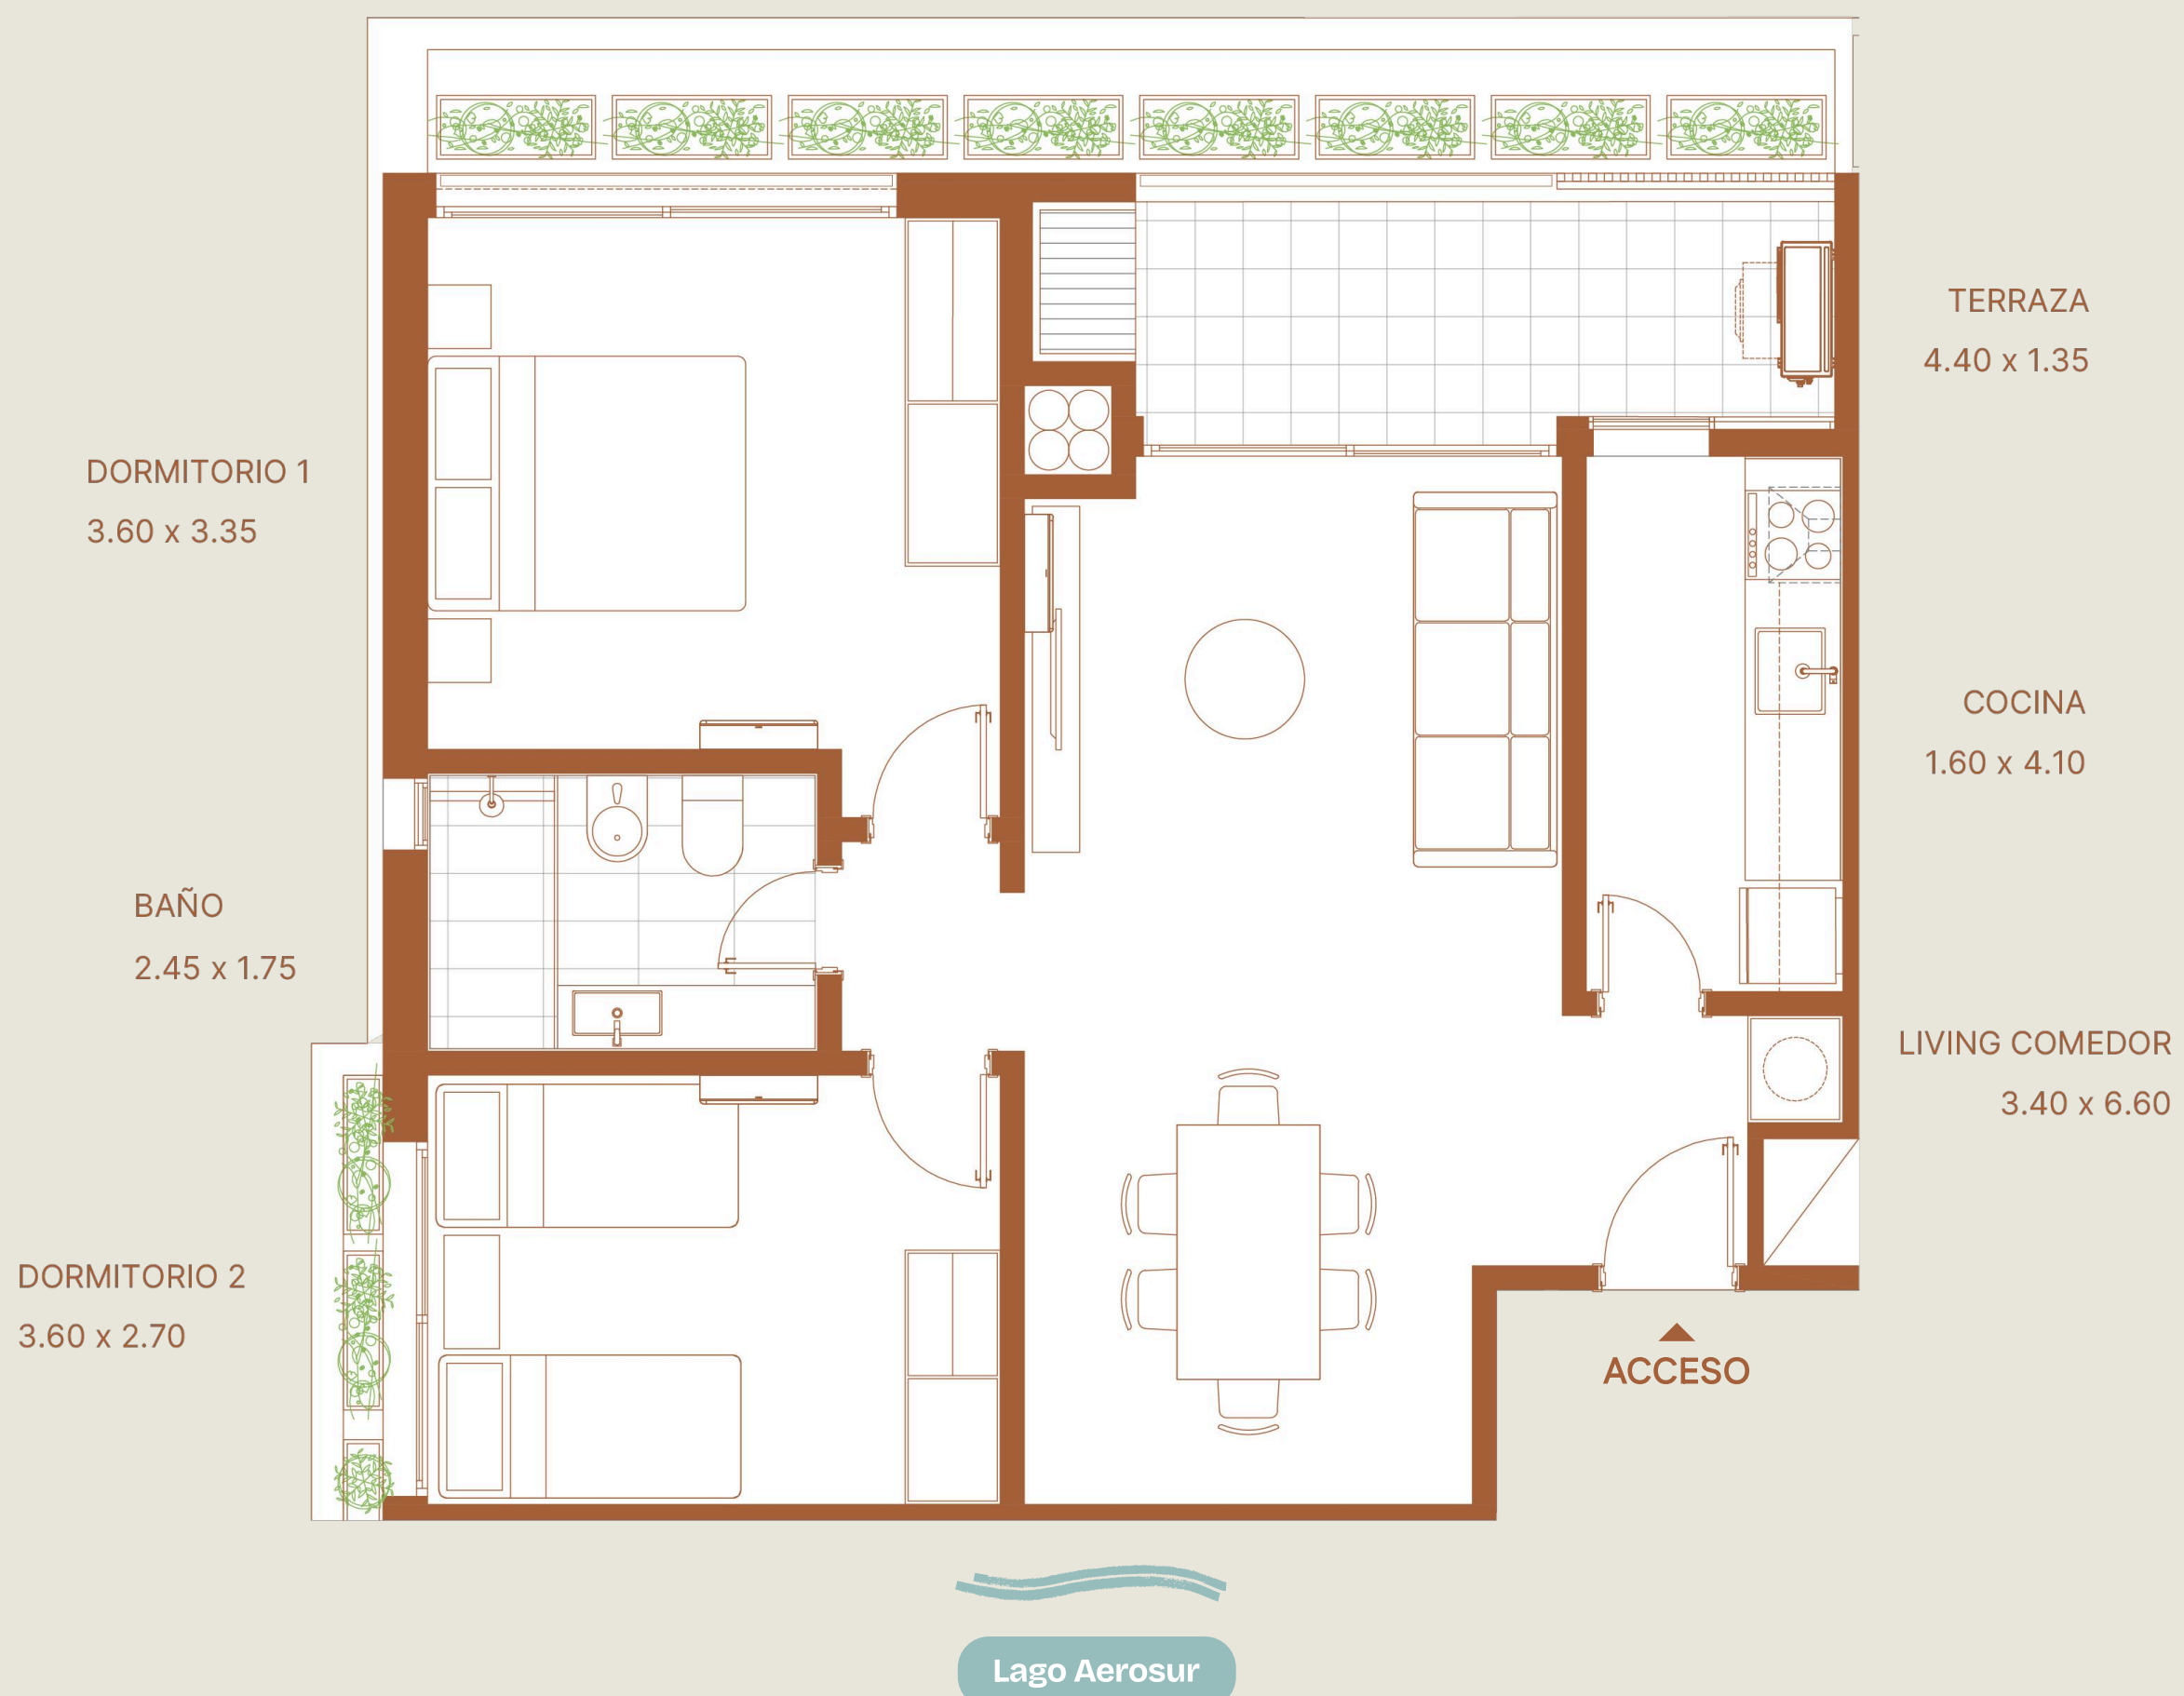 TERRAZA
4.40 x 1.35
DORMITORIO 1
3.60 x 3.35
COCINA
1.60 x 4.10
BAÑO
2.45 x 1.75
LIVING COMEDOR
3.40 x 6.60
DORMITORIO 2
3.60 x 2.70
ACCESO
Lago Aerosur